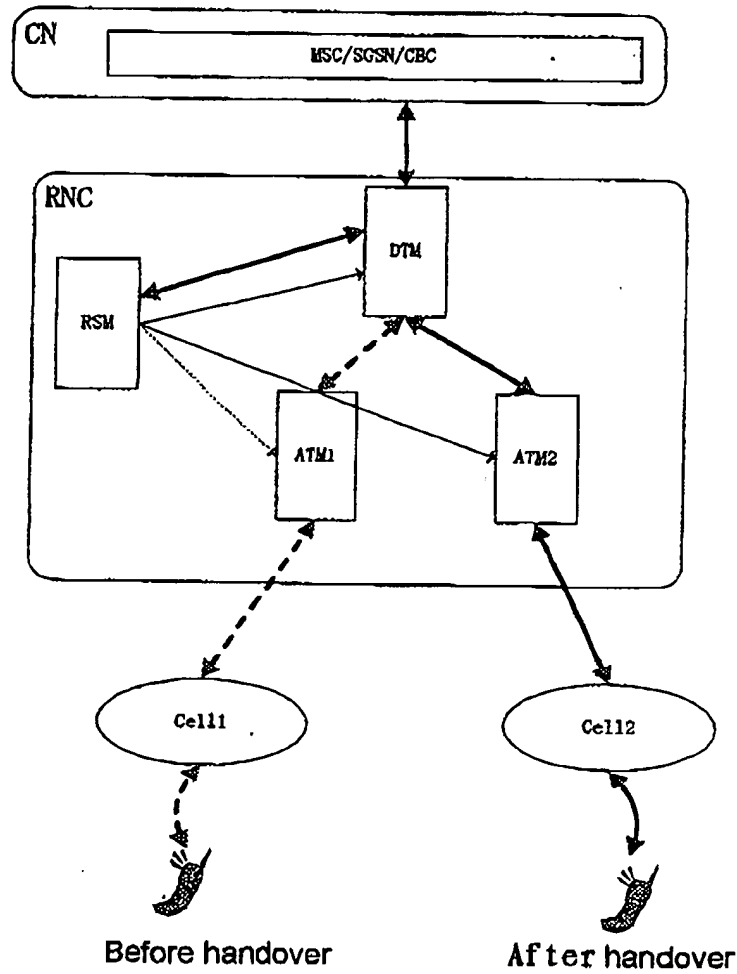 CN
MSC/SGSN/CBC
RNC
DTM
RSM
ATM1
ATM2
Cell1
Cell2
Before handover
After handover